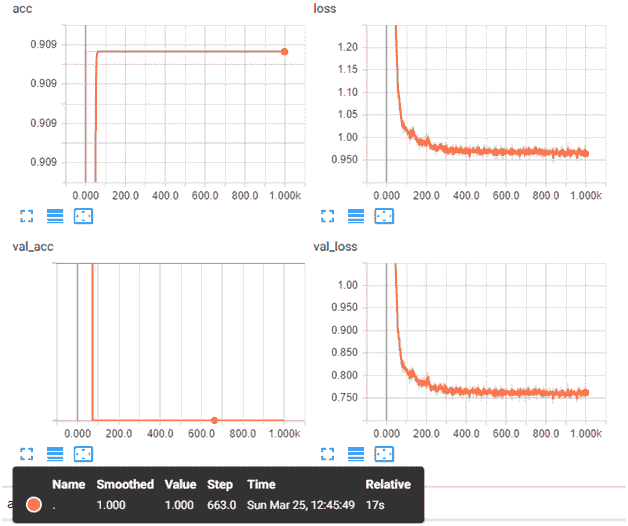 acc
0.909
0.909
0.909
0.909
0.000 200.0 400.0 600.0 800.0 1.000k
loss
1.20
1.15
1.10
1.05
1.00
0.950
0.000 200.0 400.0 600.0 800.0 1.000k
val_acc
0.000 200.0 400.0 600.0 800.0 1.000k
val_loss
1.00
0.950
0.900
0.850
0.800
0.750
0.000 200.0 400.0 600.0 800.0 1.000k
Name Smoothed Value Step Time Relative
. 1.000 1.000 663.0 Sun Mar 25, 12:45:49 17s